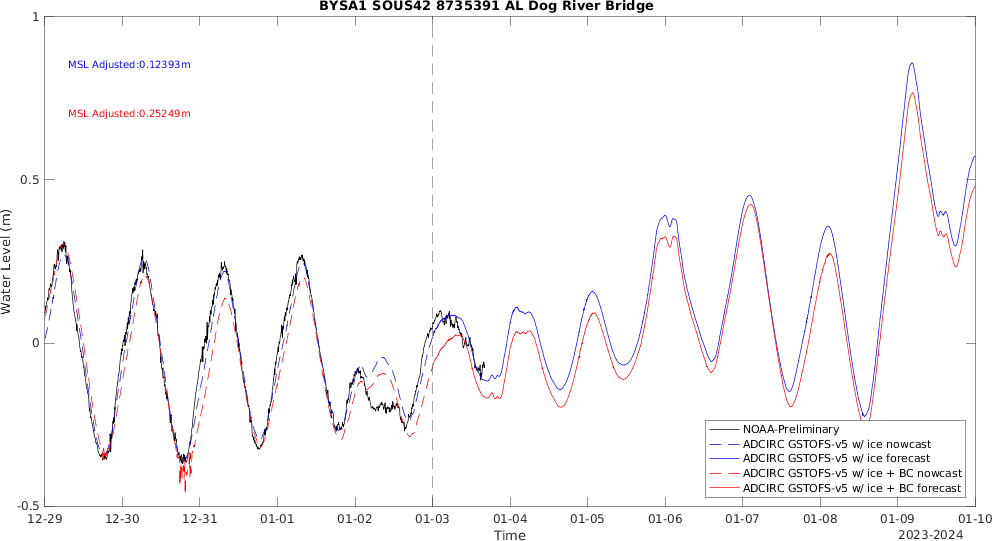 BYSA1 SOUS42 8735391 AL Dog River Bridge
1
MSL Adjusted:0.12393m
MSL Adjusted:0.25249m
0.5
Water Level (m)
0
NOAA-Preliminary
ADCIRC GSTOFS-v5 w/ ice nowcast
ADCIRC GSTOFS-v5 w/ ice forecast
ADCIRC GSTOFS-v5 w/ ice + BC nowcast
ADCIRC GSTOFS-v5 w/ ice + BC forecast
-0.5
12-29 12-30 12-31 01-01 01-02 01-03 01-04 01-05 01-06 01-07 01-08 01-09 01-10
Time
2023-2024